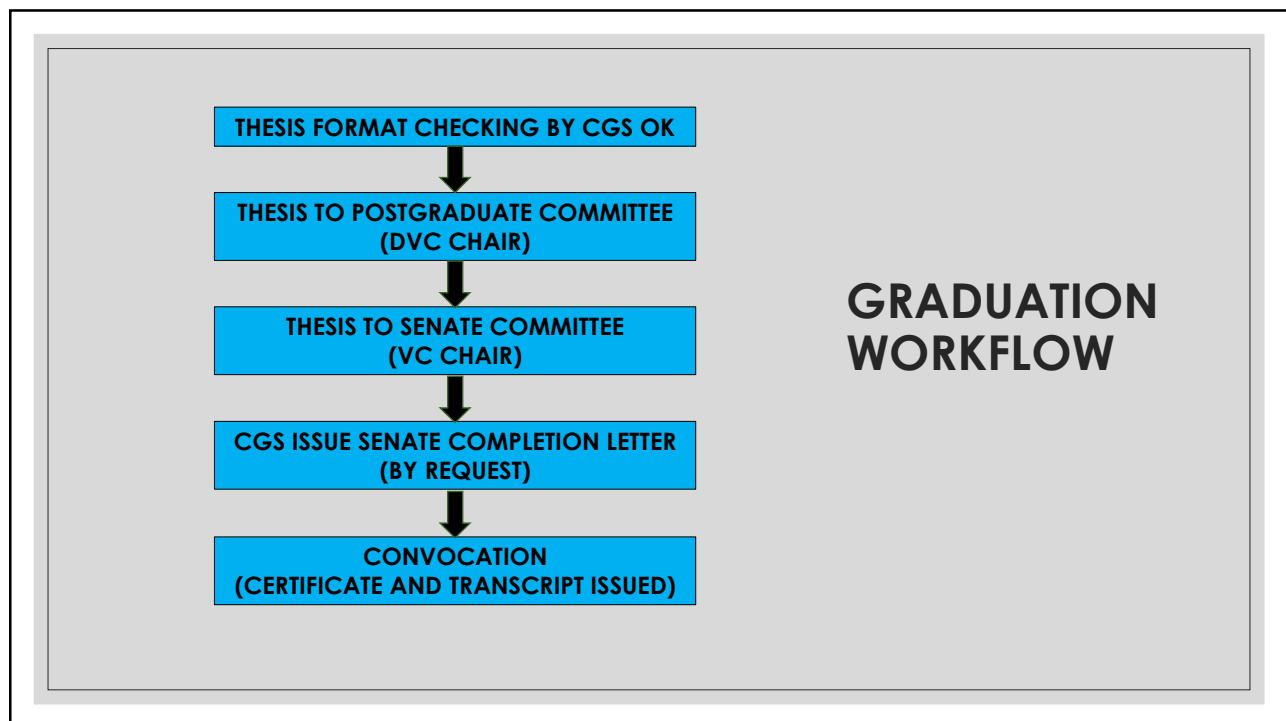 THESIS FORMAT CHECKING BY CGS OK
THESIS TO POSTGRADUATE COMMITTEE
(DVC CHAIR)
THESIS TO SENATE COMMITTEE
(VC CHAIR)
CGS ISSUE SENATE COMPLETION LETTER
(BY REQUEST)
CONVOCATION
(CERTIFICATE AND TRANSCRIPT ISSUED)
GRADUATION
WORKFLOW